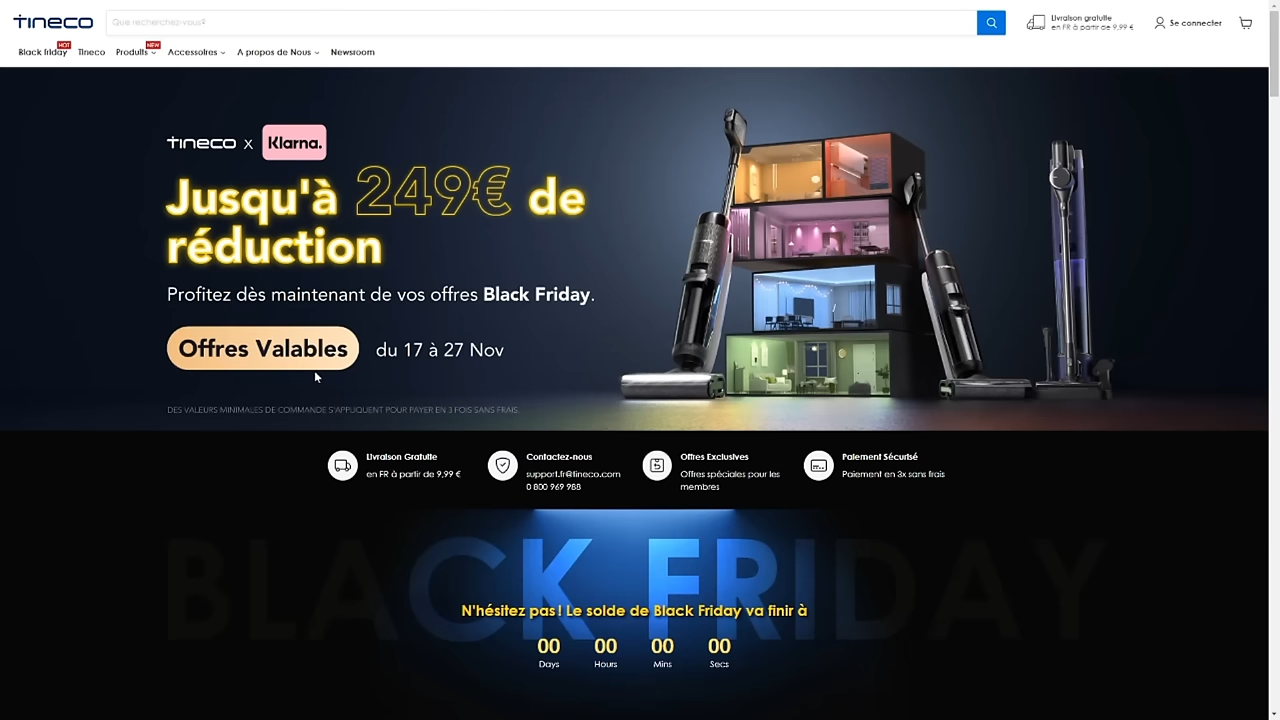 Tineco
Que recherchez-vous?
Livraison gratuite
en FR à partir de 9,99 €
Se connecter
HOT
NEW
Black friday
Tineco
Produits
Accessoires
A propos de Nous
Newsroom
Tineco x Klarna.
Jusqu'à 249€ de
réduction
Profitez dès maintenant de vos offres Black Friday.
Offres Valables du 17 à 27 Nov
DES VALEURS MINIMALES DE COMMANDE S'APPLIQUENT POUR PAYER EN 3 FOIS SANS FRAIS.
Livraison Gratuite
en FR à partir de 9,99 €
Contactez-nous
support.fr@tineco.com
0 800 969 988
Offres Exclusives
Offres spéciales pour les
membres
Paiement Sécurisé
Paiement en 3x sans frais
BLACK FRIDAY
N'hésitez pas! Le solde de Black Friday va finir à
00 00 00 00
Days Hours Mins Secs